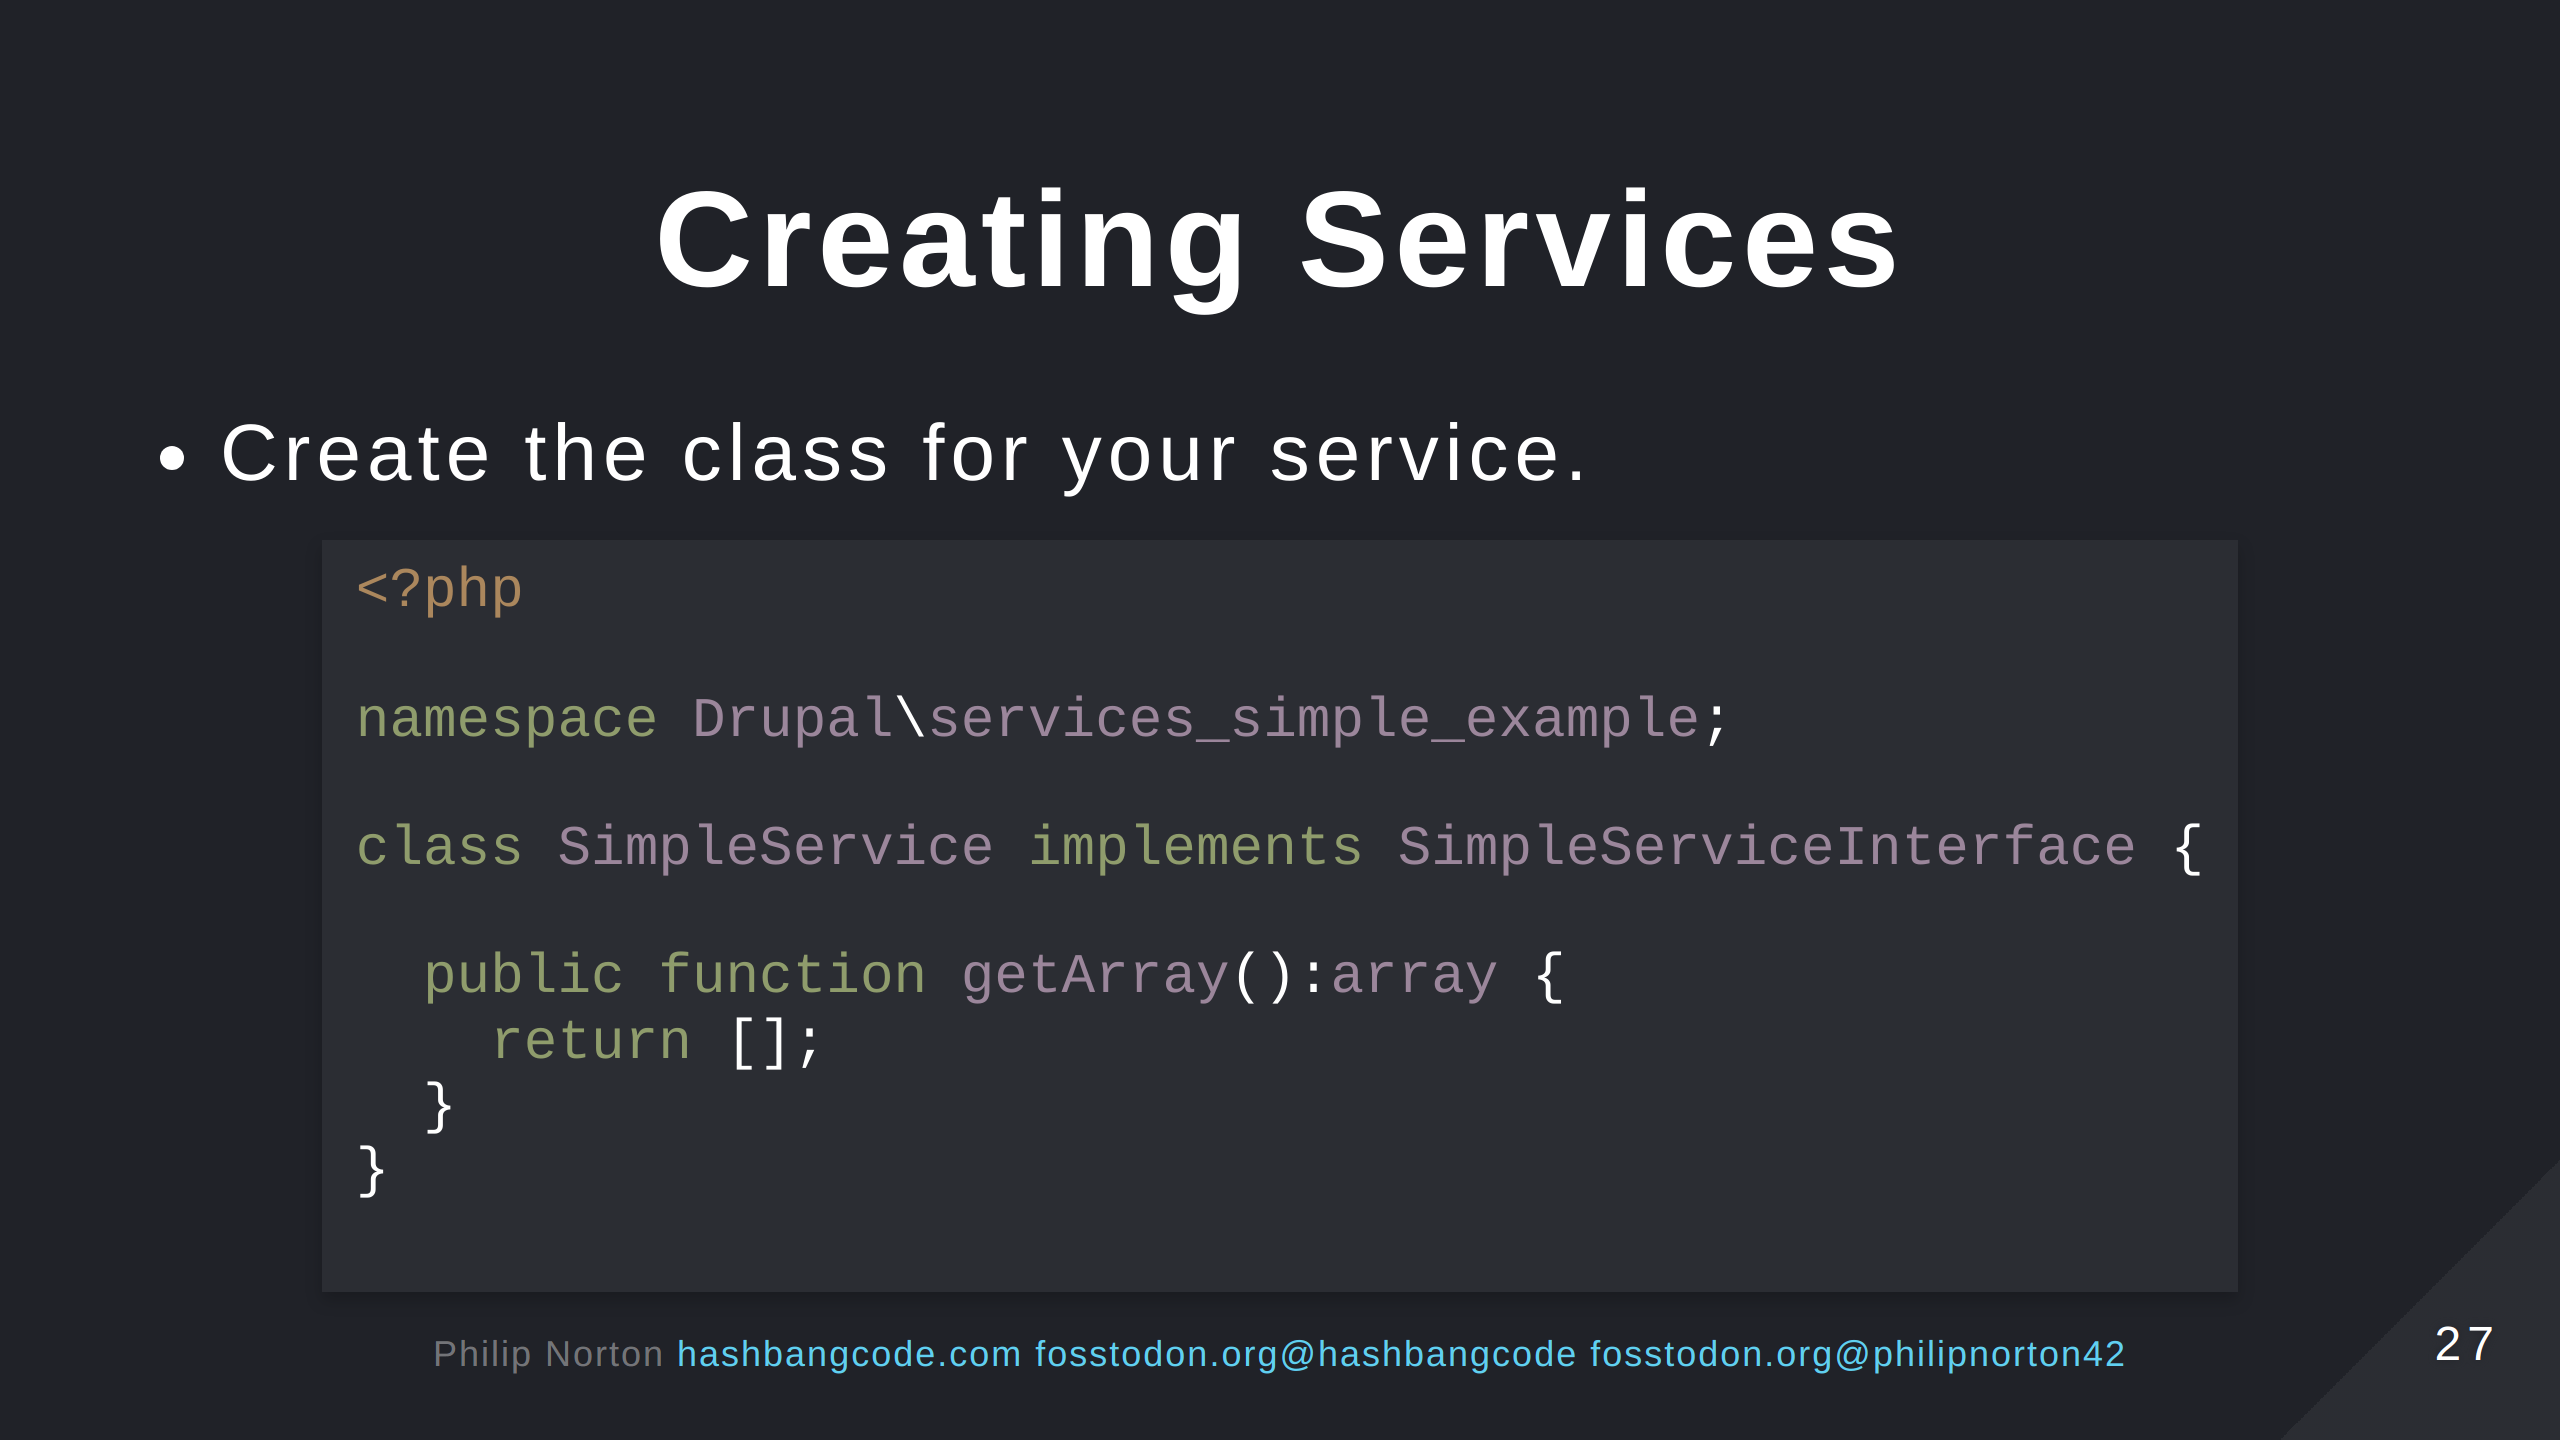 Creating Services
• Create the class for your service.
<?php
namespace Drupal\services_simple_example;
class SimpleService implements SimpleServiceInterface {
  public function getArray():array {
    return [];
  }
}
Philip Norton hashbangcode.com fosstodon.org@hashbangcode fosstodon.org@philipnorton42
27